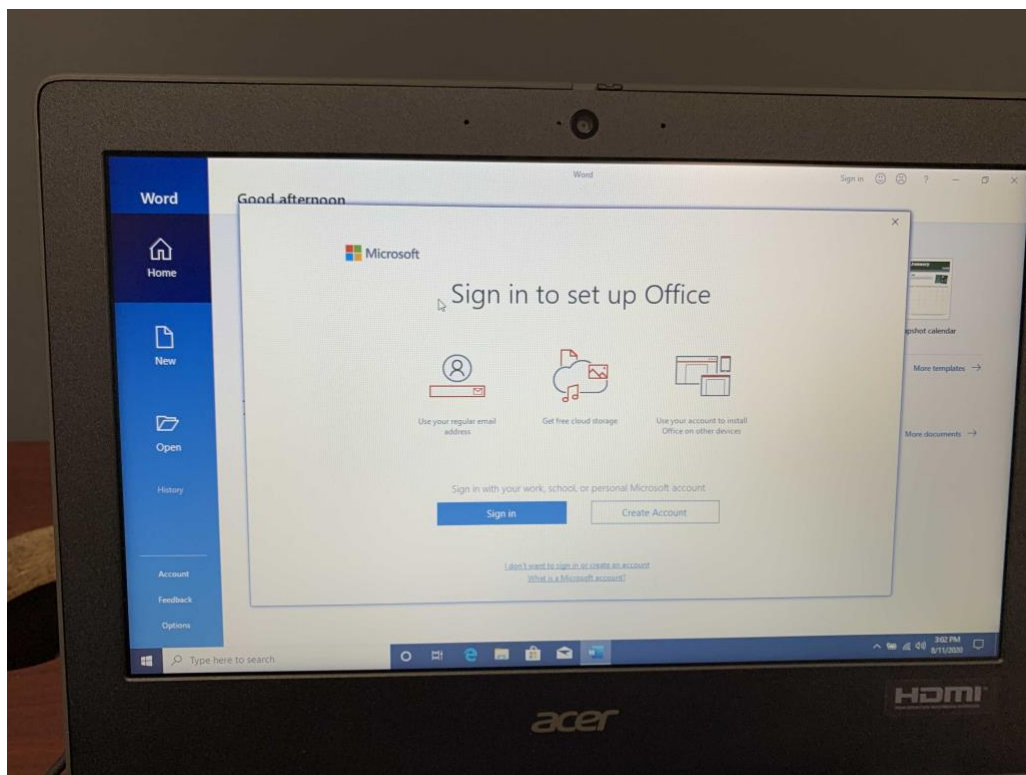 Word
Sign in
?
Word
Good afternoon
Home
Microsoft
Sign in to set up Office
New
Use your regular email
address
Get free cloud storage
Use your account to install
Office on other devices
apshot calendar
More templates →
Open
More documents →
History
Sign in with your work, school, or personal Microsoft account
Sign in
Create Account
I don't want to sign in or create an account
What is a Microsoft account?
Account
Feedback
Options
Type here to search
3:02 PM
8/11/2020
HDMI
acer